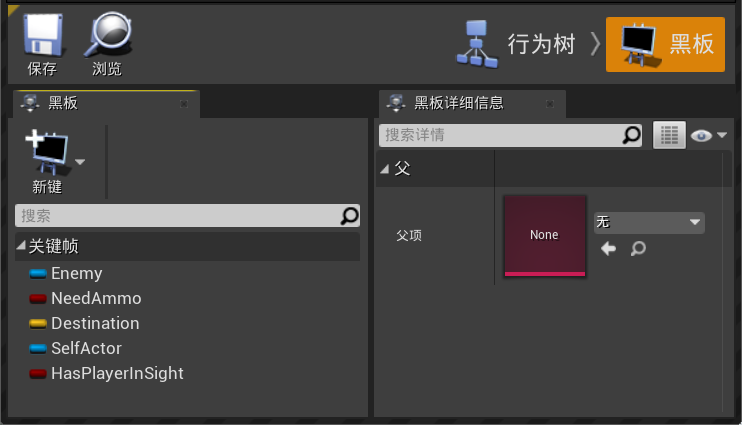 保存
浏览
行为树
黑板
黑板
黑板详细信息
新键
搜索
关键帧
Enemy
NeedAmmo
Destination
SelfActor
HasPlayerInSight
搜索详情
父
父项
None
无